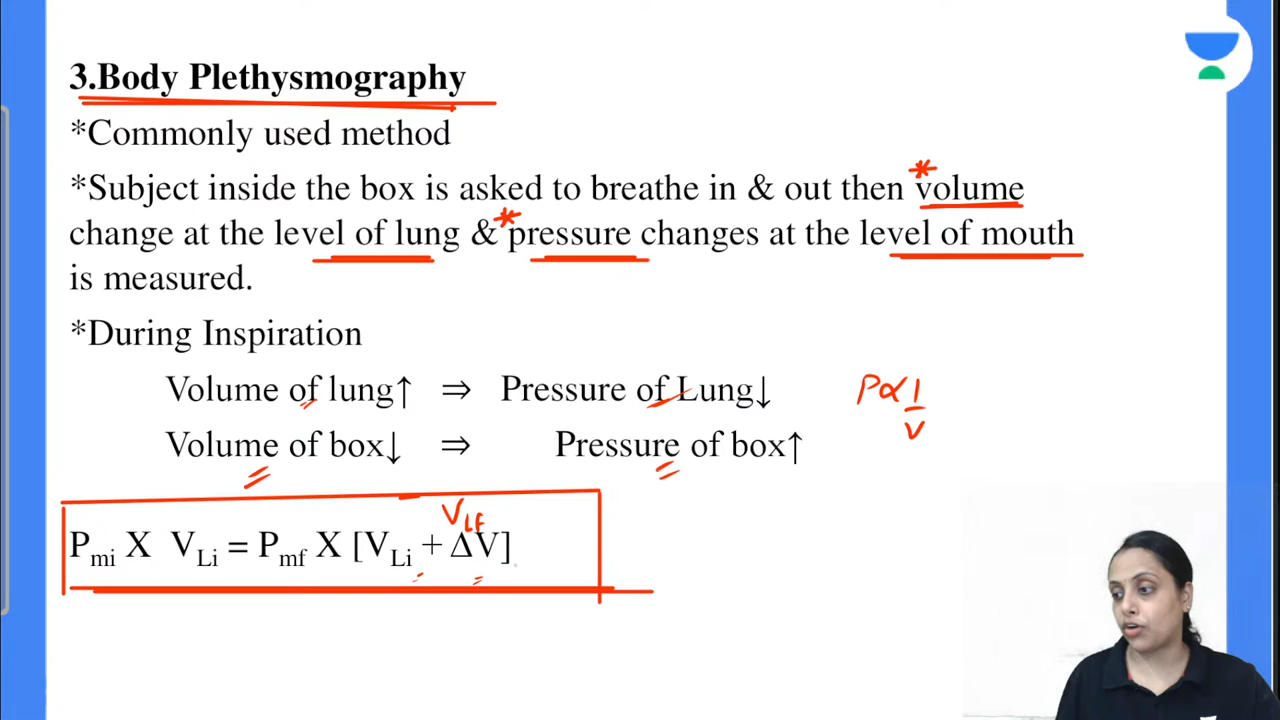 3.Body Plethysmography
*Commonly used method
*Subject inside the box is asked to breathe in & out then volume
change at the level of lung & pressure changes at the level of mouth
is measured.
*During Inspiration
Volume of lung↑ ⇒ Pressure of Lung↓
P∝1/V
Volume of box↓ ⇒ Pressure of box↑
VLf
Pmi X VLi = Pmf X [VLi + ΔV]